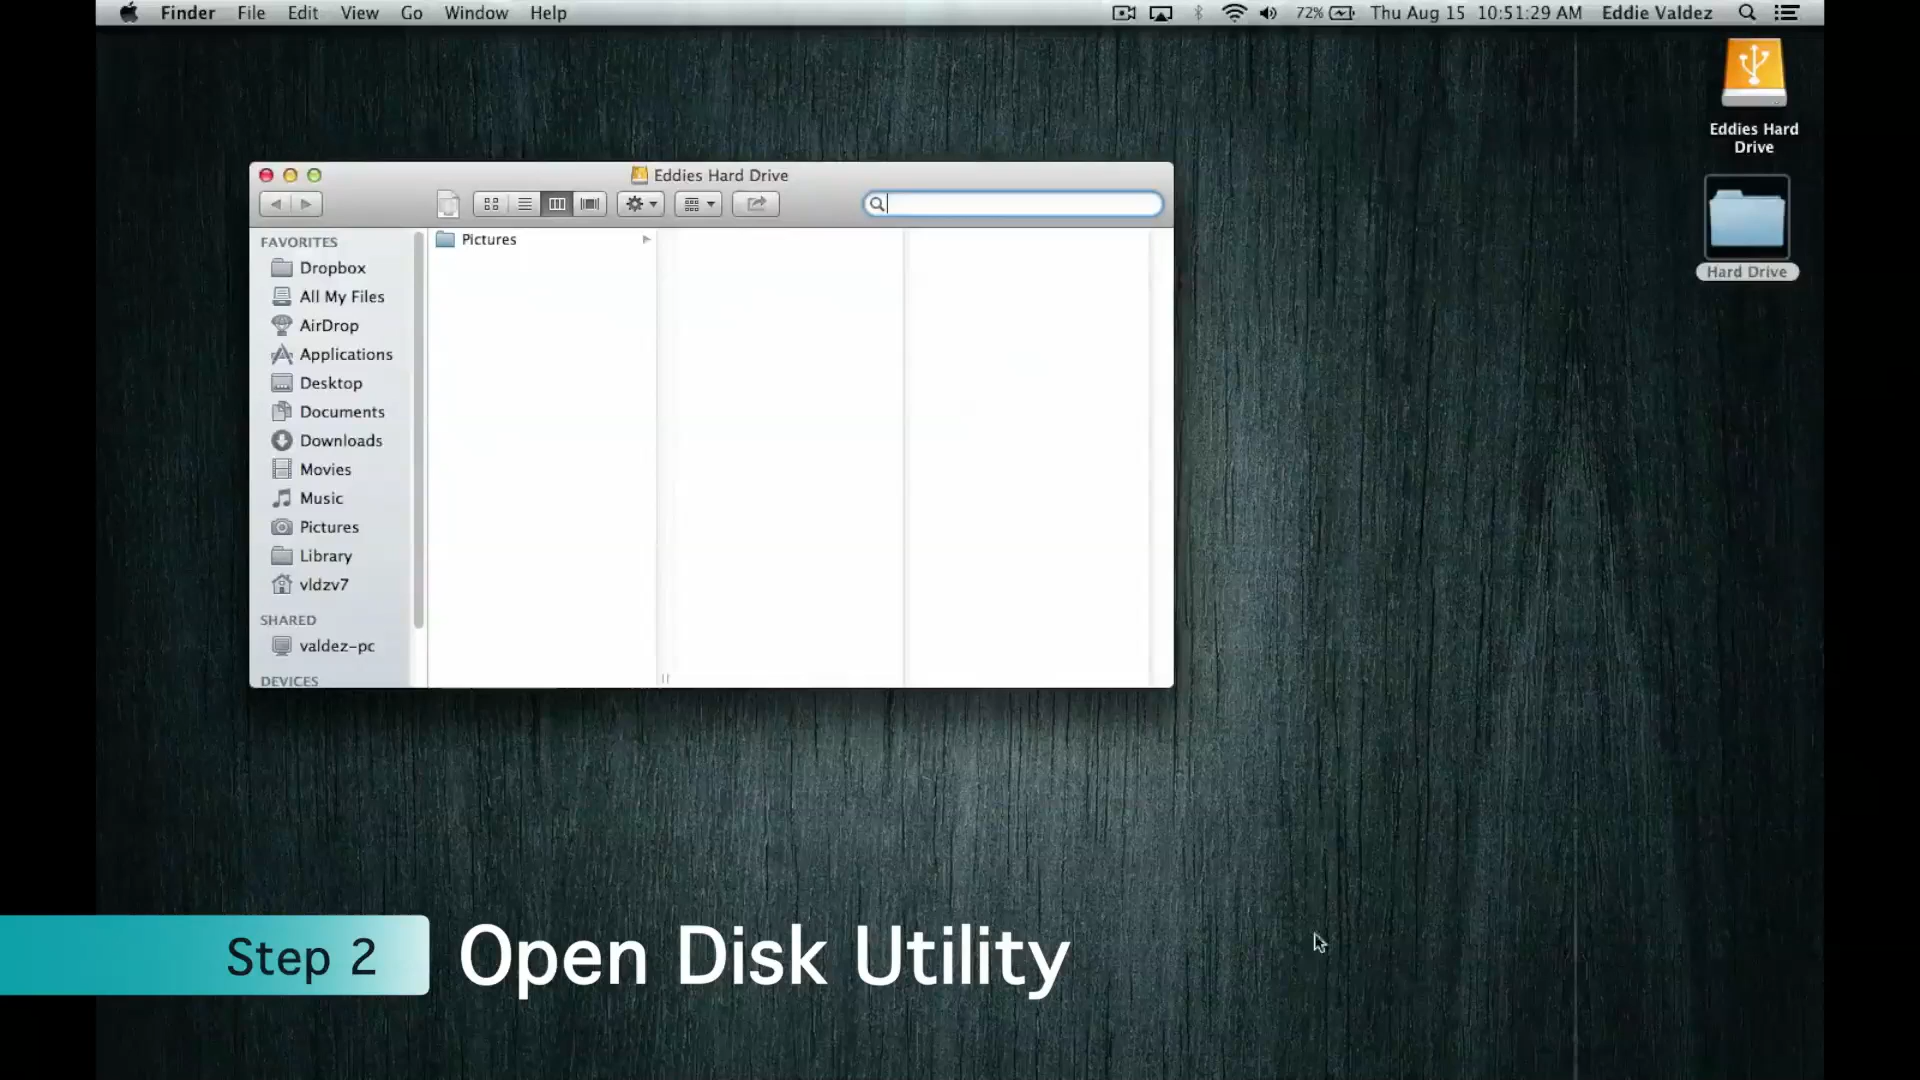 Finder File Edit View Go Window Help 72% Thu Aug 15 10:51:29 AM Eddie Valdez
Eddies Hard
Drive
Hard Drive
Eddies Hard Drive
FAVORITES
Dropbox
All My Files
AirDrop
Applications
Desktop
Documents
Downloads
Movies
Music
Pictures
Library
vldzv7
SHARED
valdez-pc
DEVICES
Pictures
Step 2 Open Disk Utility